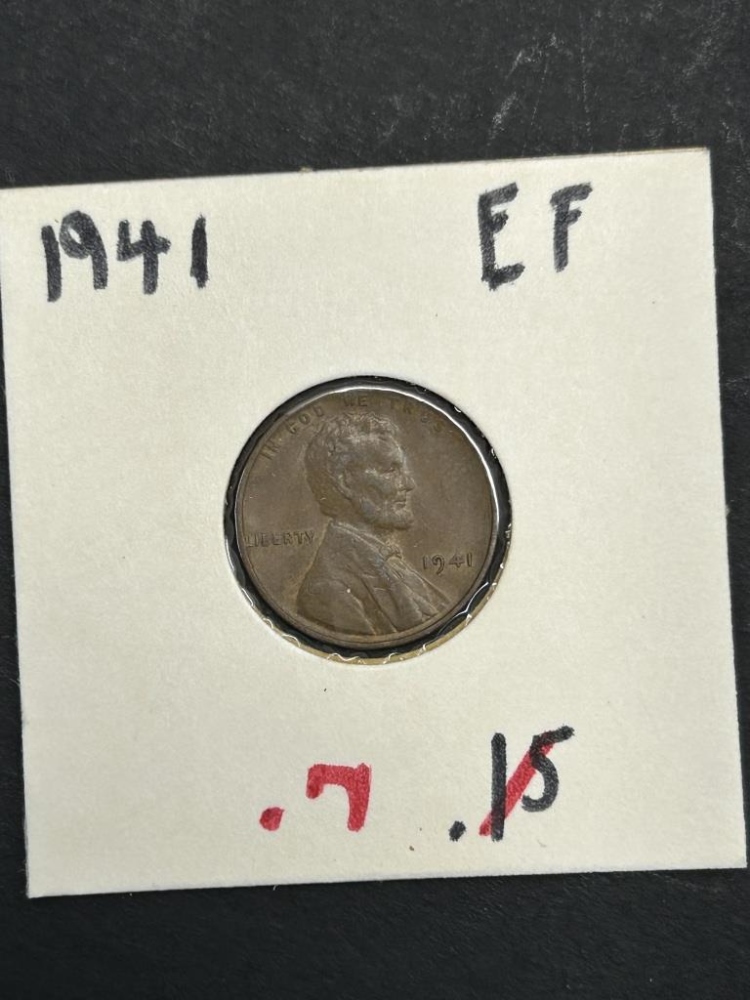 1941 EF
IN GOD WE TRUST
LIBERTY
1941
.7 .15